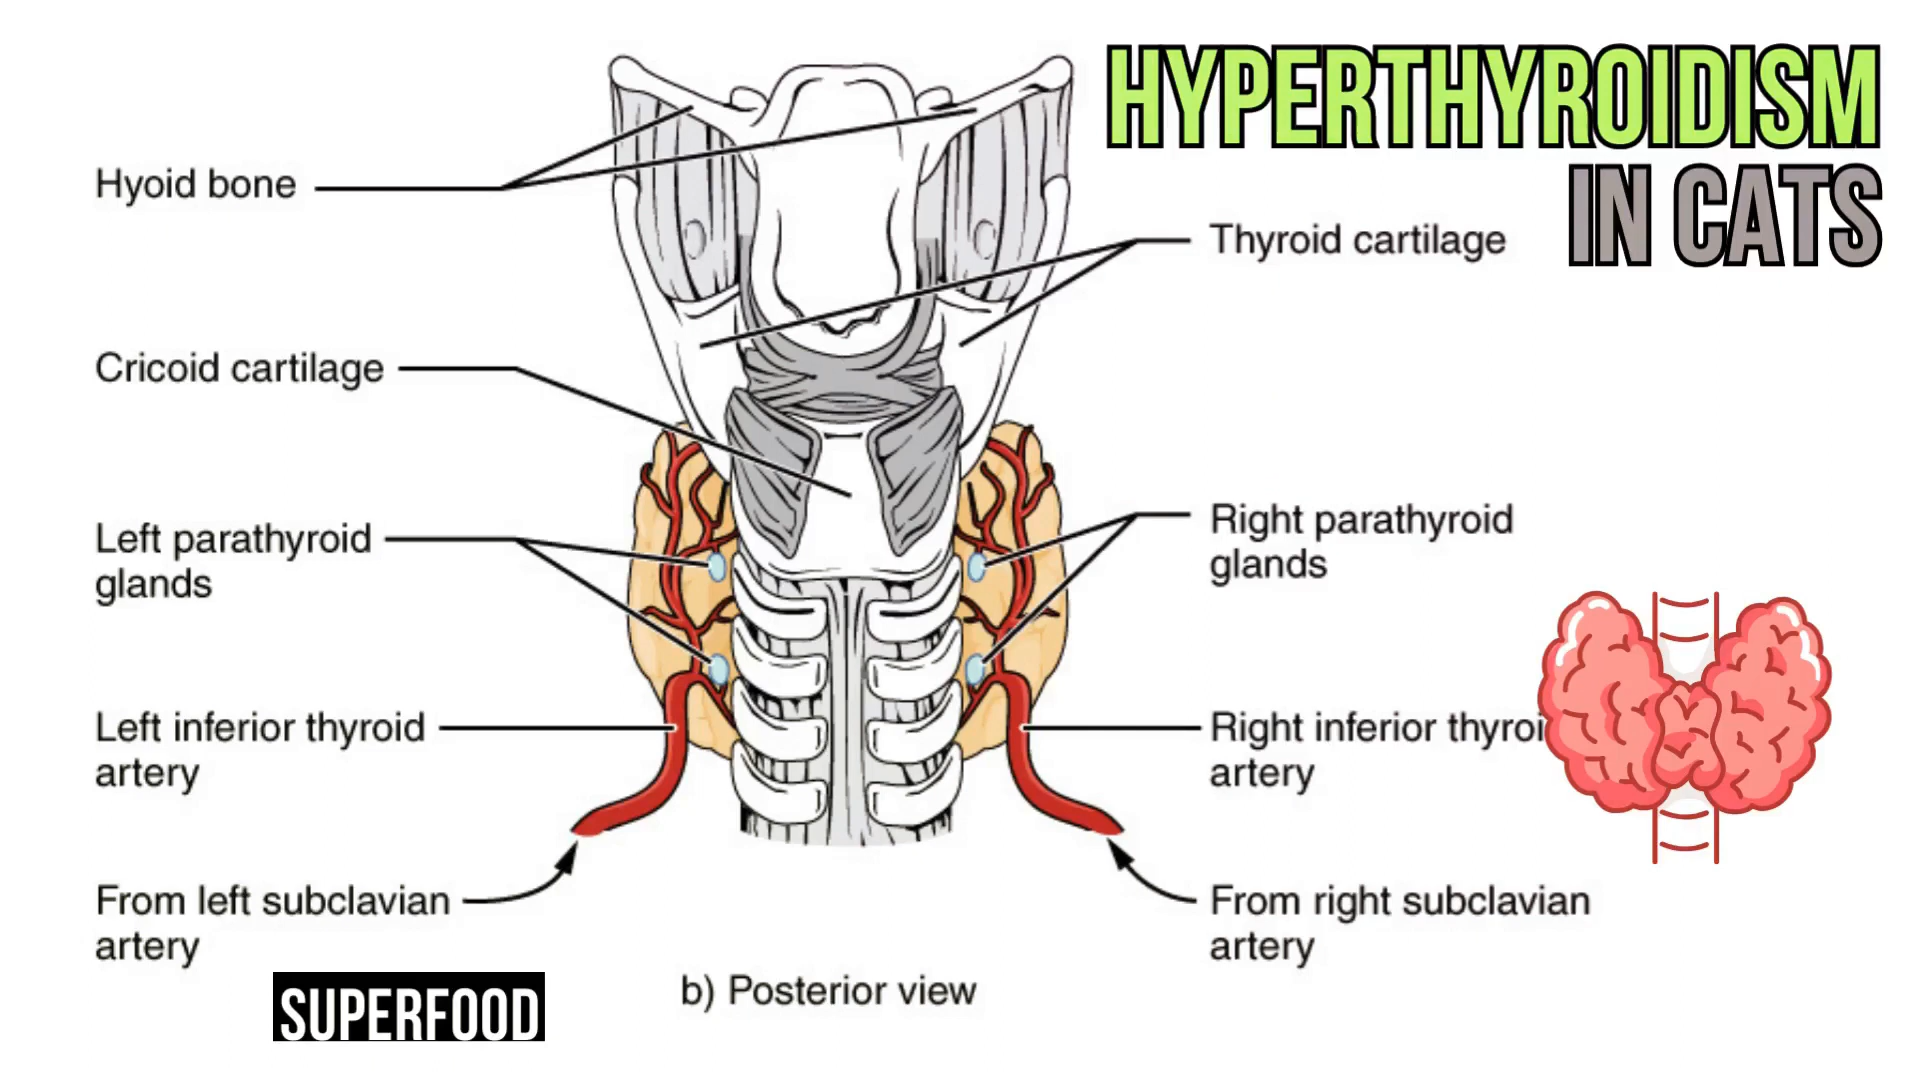 HYPERTHYROIDISM
IN CATS
Hyoid bone
Thyroid cartilage
Cricoid cartilage
Left parathyroid
glands
Right parathyroid
glands
Left inferior thyroid
artery
Right inferior thyroi
artery
From left subclavian
artery
From right subclavian
artery
b) Posterior view
SUPERFOOD